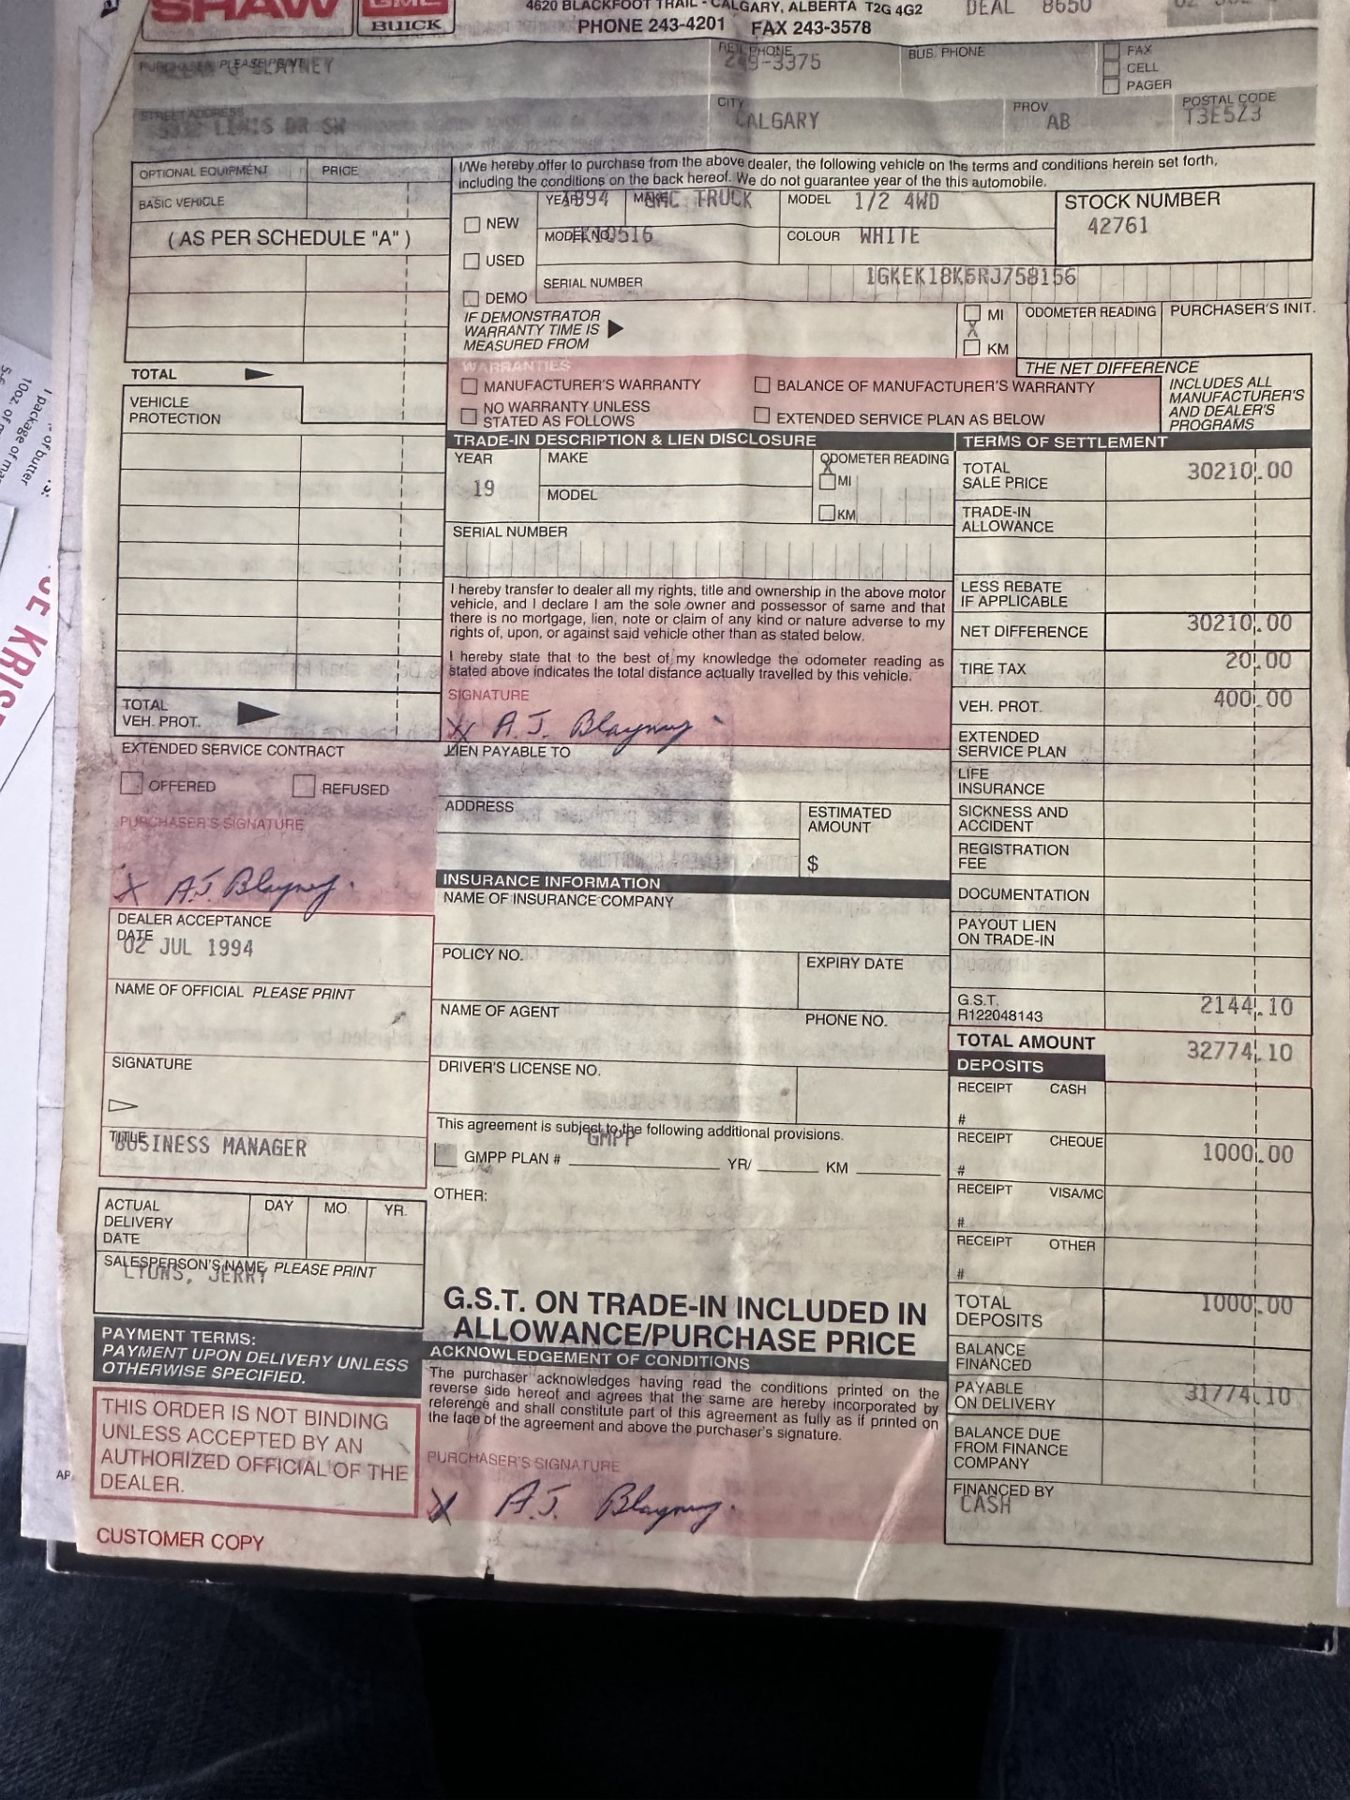 SHAW GMC BUICK
4620 BLACKFOOT TRAIL - CALGARY, ALBERTA T2G 4G2 DEAL 8650
PHONE 243-4201 FAX 243-3578
PURCHASER PLEASE PRINT
BLAYNEY
RES. PHONE
249-3375
BUS. PHONE
FAX
CELL
PAGER
STREET ADDRESS
DR SW
CITY
CALGARY
PROV
AB
POSTAL CODE
T3E5Z3
OPTIONAL EQUIPMENT PRICE
BASIC VEHICLE
(AS PER SCHEDULE "A")
TOTAL
VEHICLE
PROTECTION
TOTAL
VEH. PROT.
I/We hereby offer to purchase from the above dealer, the following vehicle on the terms and conditions herein set forth,
including the conditions on the back hereof. We do not guarantee year of the this automobile.
NEW
USED
DEMO
YEAR 1994 MAKE GMC TRUCK MODEL 1/2 4WD
MODEL NO. COLOUR WHITE
STOCK NUMBER
42761
SERIAL NUMBER 1GKEK18K5RJ758156
IF DEMONSTRATOR
WARRANTY TIME IS
MEASURED FROM
MI
X
KM
ODOMETER READING PURCHASER'S INIT.
WARRANTIES
MANUFACTURER'S WARRANTY
BALANCE OF MANUFACTURER'S WARRANTY
NO WARRANTY UNLESS
STATED AS FOLLOWS
EXTENDED SERVICE PLAN AS BELOW
THE NET DIFFERENCE
INCLUDES ALL
MANUFACTURER'S
AND DEALER'S
PROGRAMS
TRADE-IN DESCRIPTION & LIEN DISCLOSURE
YEAR MAKE ODOMETER READING
19 MODEL
X
MI
KM
SERIAL NUMBER
I hereby transfer to dealer all my rights, title and ownership in the above motor
vehicle, and I declare I am the sole owner and possessor of same and that
there is no mortgage, lien, note or claim of any kind or nature adverse to my
rights of, upon, or against said vehicle other than as stated below.
I hereby state that to the best of my knowledge the odometer reading as
stated above indicates the total distance actually travelled by this vehicle.
SIGNATURE
X A.J. Blayney
TERMS OF SETTLEMENT
TOTAL
SALE PRICE 30210.00
TRADE-IN
ALLOWANCE
LESS REBATE
IF APPLICABLE
NET DIFFERENCE 30210.00
TIRE TAX 20.00
VEH. PROT. 400.00
EXTENDED
SERVICE PLAN
LIFE
INSURANCE
SICKNESS AND
ACCIDENT
REGISTRATION
FEE
DOCUMENTATION
PAYOUT LIEN
ON TRADE-IN
G.S.T.
R122048143 2144.10
TOTAL AMOUNT 32774.10
DEPOSITS
RECEIPT CASH
#
RECEIPT CHEQUE 1000.00
#
RECEIPT VISA/MC
#
RECEIPT OTHER
#
TOTAL
DEPOSITS 1000.00
BALANCE
FINANCED
PAYABLE
ON DELIVERY 31774.10
BALANCE DUE
FROM FINANCE
COMPANY
FINANCED BY
CASH
EXTENDED SERVICE CONTRACT
OFFERED REFUSED
PURCHASER'S SIGNATURE
X A.J. Blayney
DEALER ACCEPTANCE
DATE
02 JUL 1994
NAME OF OFFICIAL PLEASE PRINT
SIGNATURE
TITLE
BUSINESS MANAGER
ACTUAL
DELIVERY
DATE
DAY MO. YR.
SALESPERSON'S NAME PLEASE PRINT
LYONS, JERRY
PAYMENT TERMS:
PAYMENT UPON DELIVERY UNLESS
OTHERWISE SPECIFIED.
THIS ORDER IS NOT BINDING
UNLESS ACCEPTED BY AN
AUTHORIZED OFFICIAL OF THE
DEALER.
CUSTOMER COPY
LIEN PAYABLE TO
ADDRESS
ESTIMATED
AMOUNT
$
INSURANCE INFORMATION
NAME OF INSURANCE COMPANY
POLICY NO. EXPIRY DATE
NAME OF AGENT PHONE NO.
DRIVER'S LICENSE NO.
This agreement is subject to the following additional provisions.
GMPP
GMPP PLAN # YR/ KM
OTHER:
G.S.T. ON TRADE-IN INCLUDED IN
ALLOWANCE/PURCHASE PRICE
ACKNOWLEDGEMENT OF CONDITIONS
The purchaser acknowledges having read the conditions printed on the
reverse side hereof and agrees that the same are hereby incorporated by
reference and shall constitute part of this agreement as fully as if printed on
the face of the agreement and above the purchaser's signature.
PURCHASER'S SIGNATURE
X A.J. Blayney